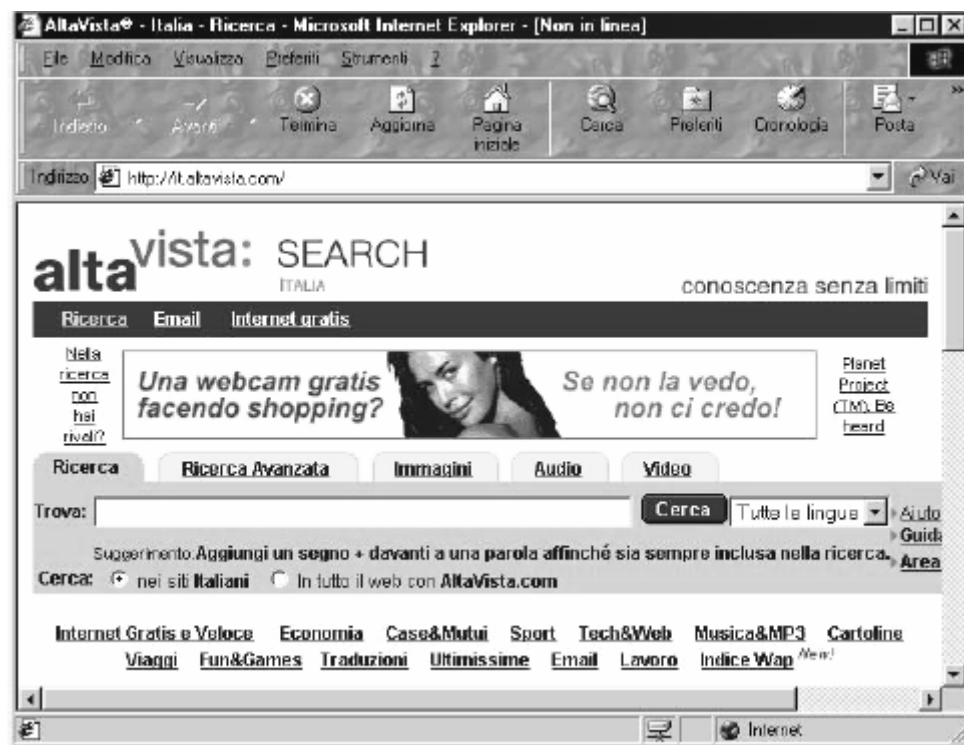 AltaVista® - Italia - Ricerca - Microsoft Internet Explorer - [Non in linea]
File Modifica Visualizza Preferiti Strumenti ?
Indietro Avanti Termina Aggiorna Pagina iniziale Cerca Preferiti Cronologia Posta »
Indirizzo http://it.altavista.com/ Vai
altavista: SEARCH
ITALIA
conoscenza senza limiti
Ricerca Email Internet gratis
Nella
ricerca
non
hai
rivali?
Una webcam gratis
facendo shopping?
Se non la vedo,
non ci credo!
Planet
Project
(TM). Be
heard
Ricerca Ricerca Avanzata Immagini Audio Video
Trova: Cerca Tutte le lingue Aiuto
Guida
Suggerimento: Aggiungi un segno + davanti a una parola affinché sia sempre inclusa nella ricerca. Area
Cerca: nei siti Italiani In tutto il web con AltaVista.com
Internet Gratis e Veloce Economia Case&Mutui Sport Tech&Web Musica&MP3 Cartoline
Viaggi Fun&Games Traduzioni Ultimissime Email Lavoro Indice Wap New!
Internet